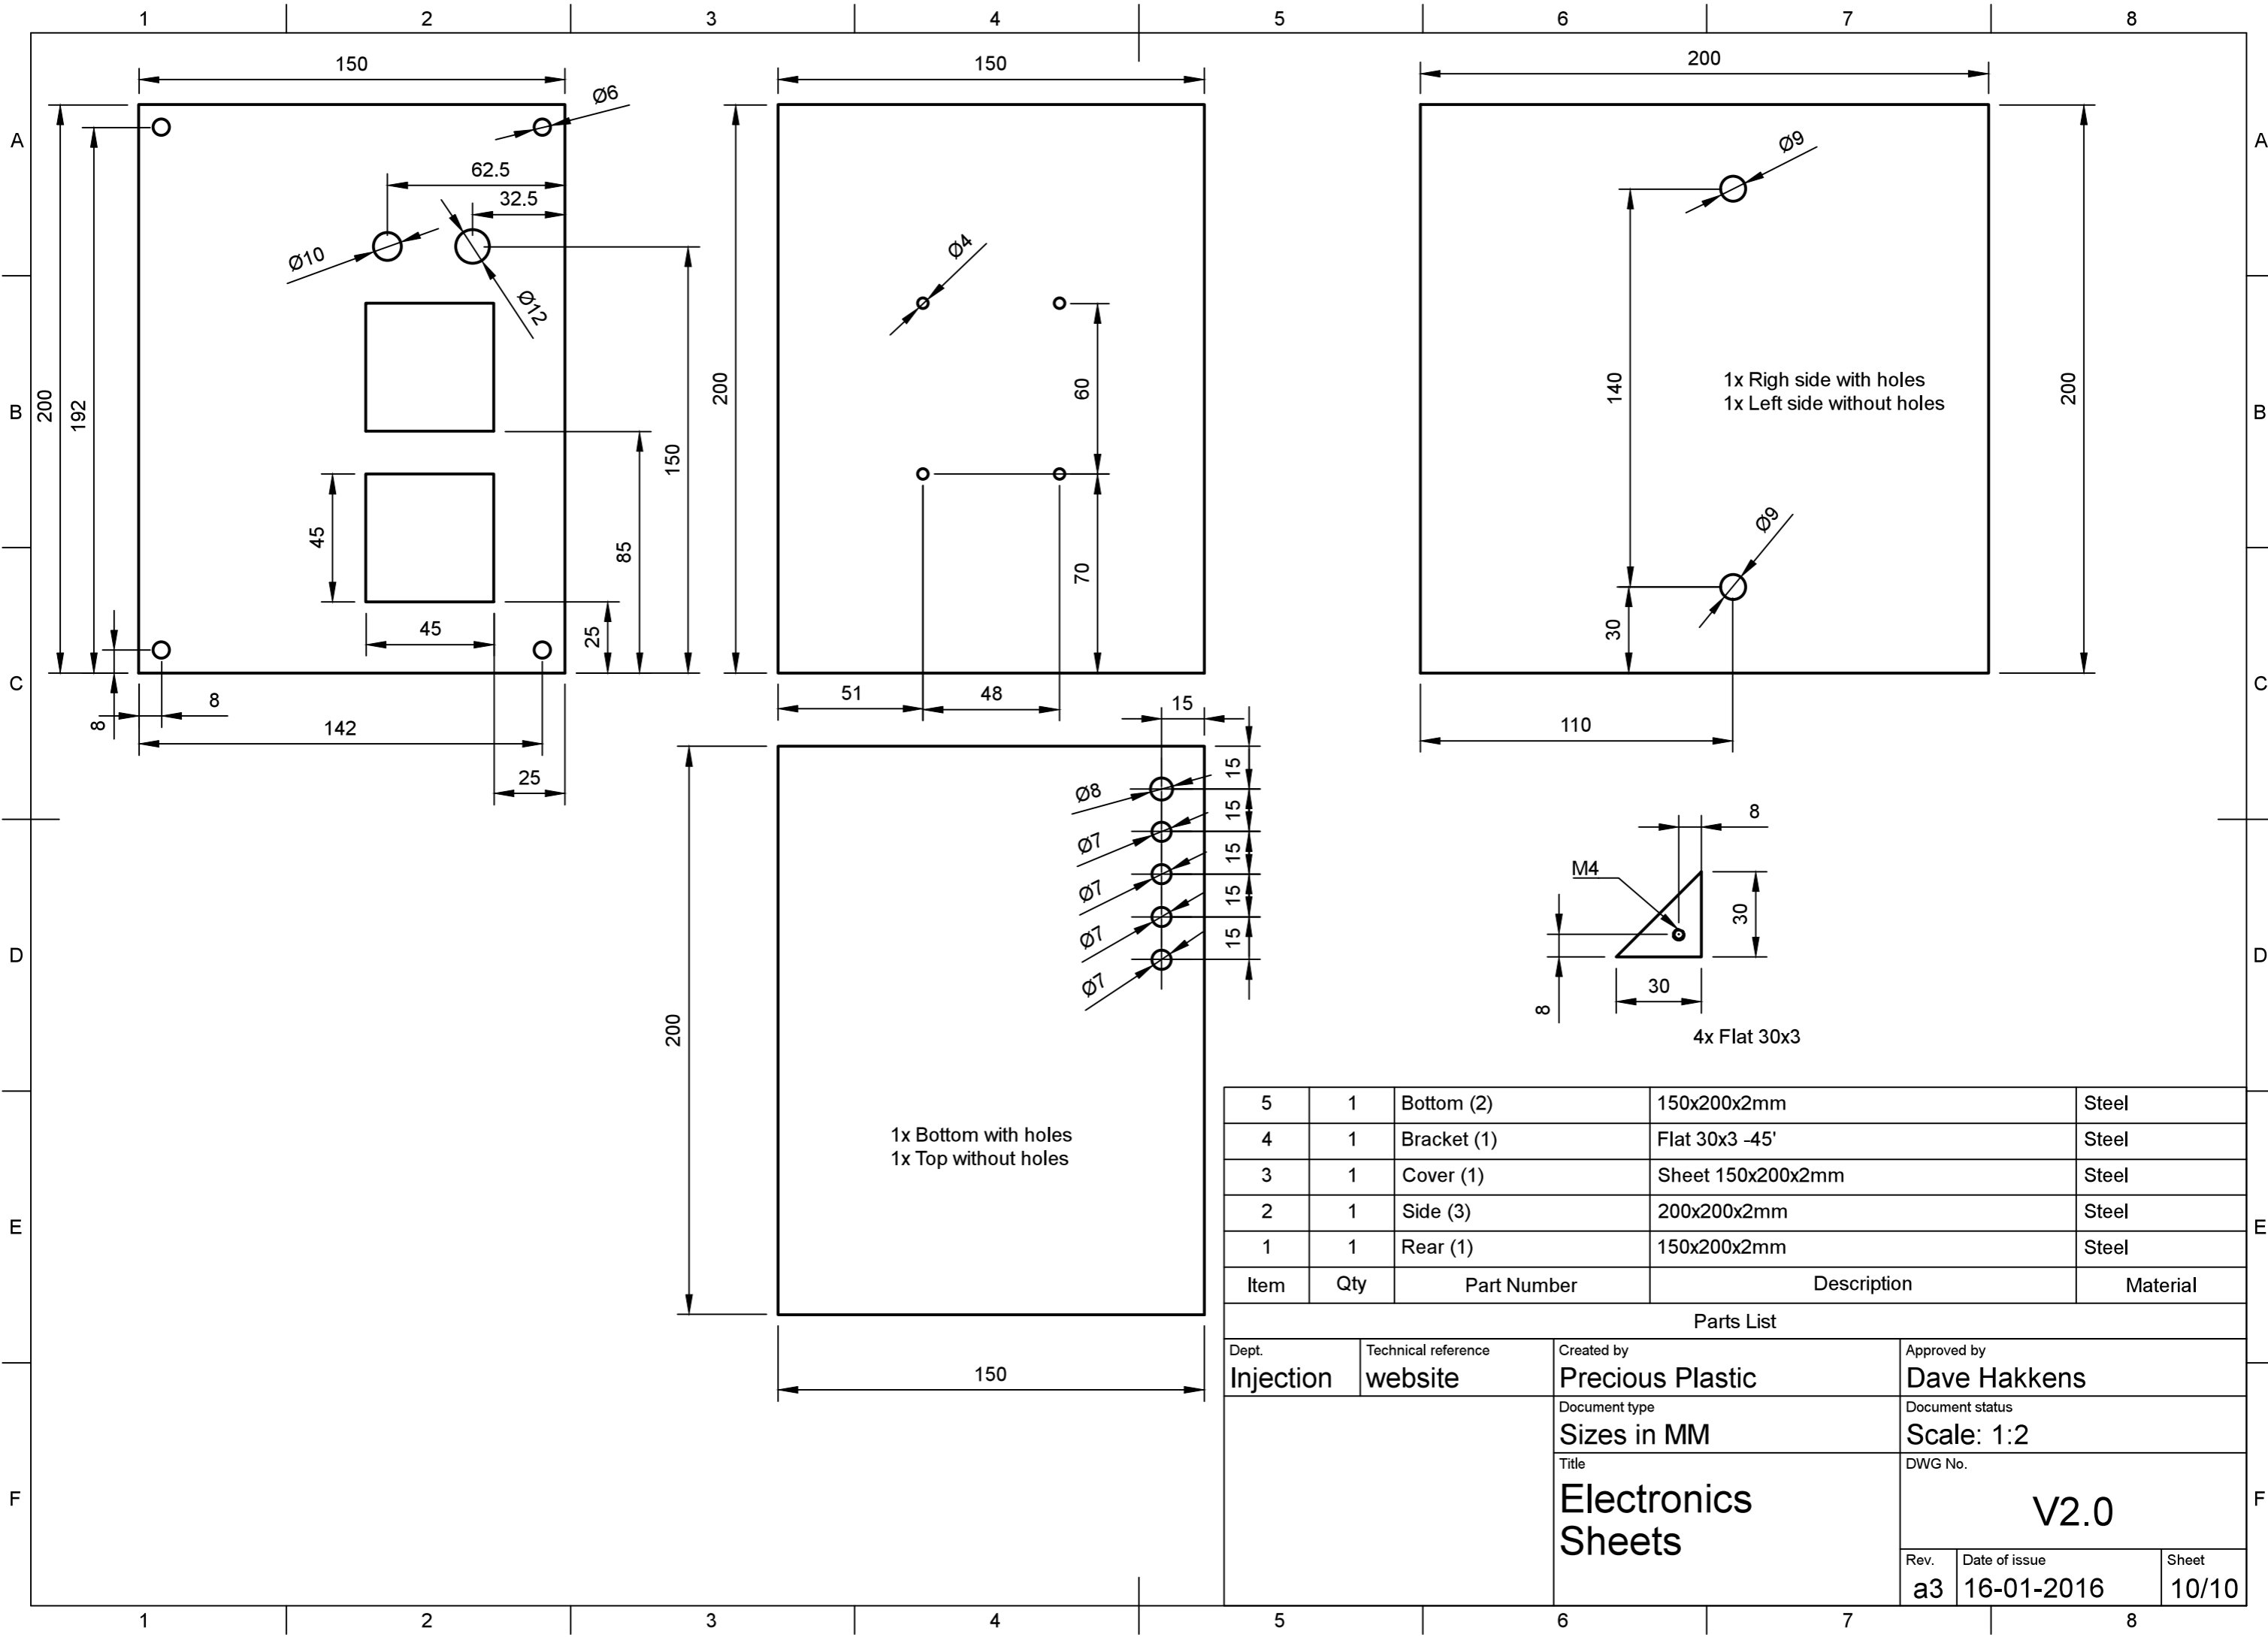 1 2 3 4 5 6 7 8
A
B
C
D
E
F
A
B
C
D
E
F
150
Ø6
62.5
32.5
Ø10
Ø12
200
192
150
85
45
45
25
8
8
142
25
150
200
Ø4
60
70
51
48
200
Ø9
140
1x Righ side with holes
1x Left side without holes
200
Ø9
30
110
15
15
15
15
15
15
Ø8
Ø7
Ø7
Ø7
Ø7
200
1x Bottom with holes
1x Top without holes
150
8
M4
30
8
30
4x Flat 30x3
5 1 Bottom (2) 150x200x2mm Steel
4 1 Bracket (1) Flat 30x3 -45' Steel
3 1 Cover (1) Sheet 150x200x2mm Steel
2 1 Side (3) 200x200x2mm Steel
1 1 Rear (1) 150x200x2mm Steel
Item Qty Part Number Description Material
Parts List
Dept. Technical reference Created by Approved by
Injection website Precious Plastic Dave Hakkens
Document type Document status
Sizes in MM Scale: 1:2
Title DWG No.
Electronics
Sheets
V2.0
Rev. Date of issue Sheet
a3 16-01-2016 10/10
1 2 3 4 5 6 7 8